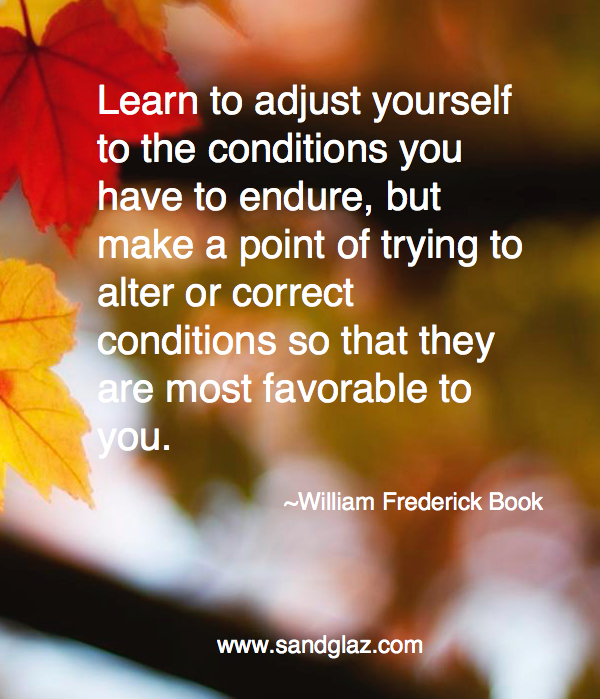 Learn to adjust yourself
to the conditions you
have to endure, but
make a point of trying to
alter or correct
conditions so that they
are most favorable to
you.
~William Frederick Book
www.sandglaz.com